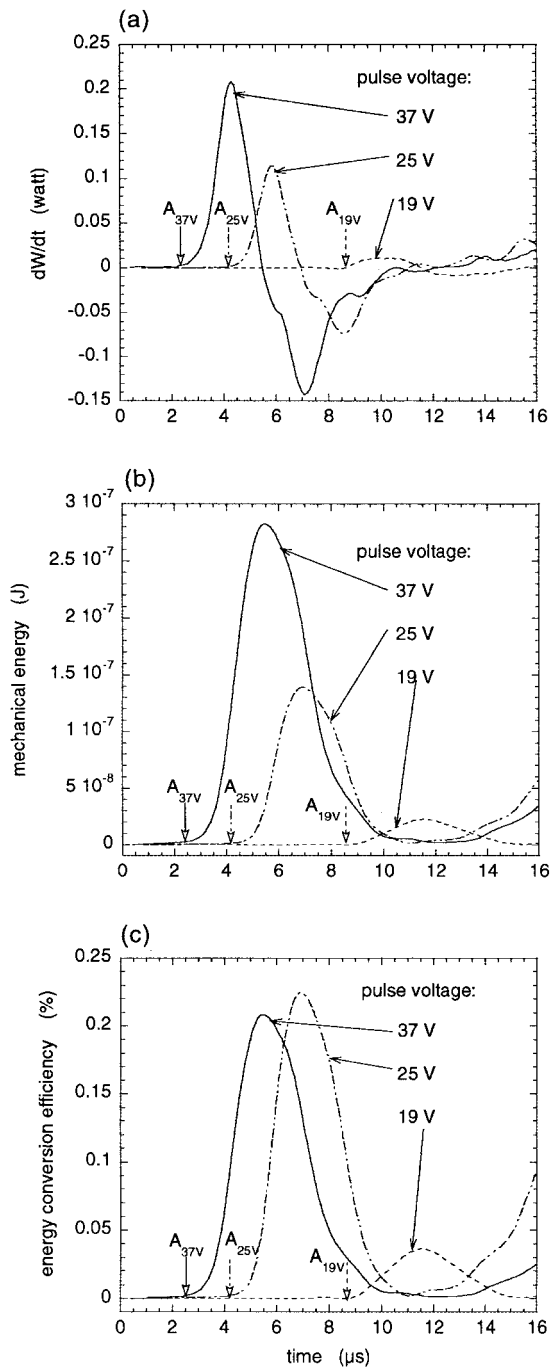 (a)
0.25
0.2
0.15
0.1
0.05
0
-0.05
-0.1
-0.15
dW/dt (watt)
pulse voltage:
37 V
25 V
19 V
A37V A25V A19V
0 2 4 6 8 10 12 14 16
(b)
3 10-7
2.5 10-7
2 10-7
1.5 10-7
1 10-7
5 10-8
0
mechanical energy (J)
pulse voltage:
37 V
25 V
19 V
A37V A25V A19V
0 2 4 6 8 10 12 14 16
(c)
0.25
0.2
0.15
0.1
0.05
0
energy conversion efficiency (%)
pulse voltage:
37 V
25 V
19 V
A37V A25V A19V
0 2 4 6 8 10 12 14 16
time (μs)